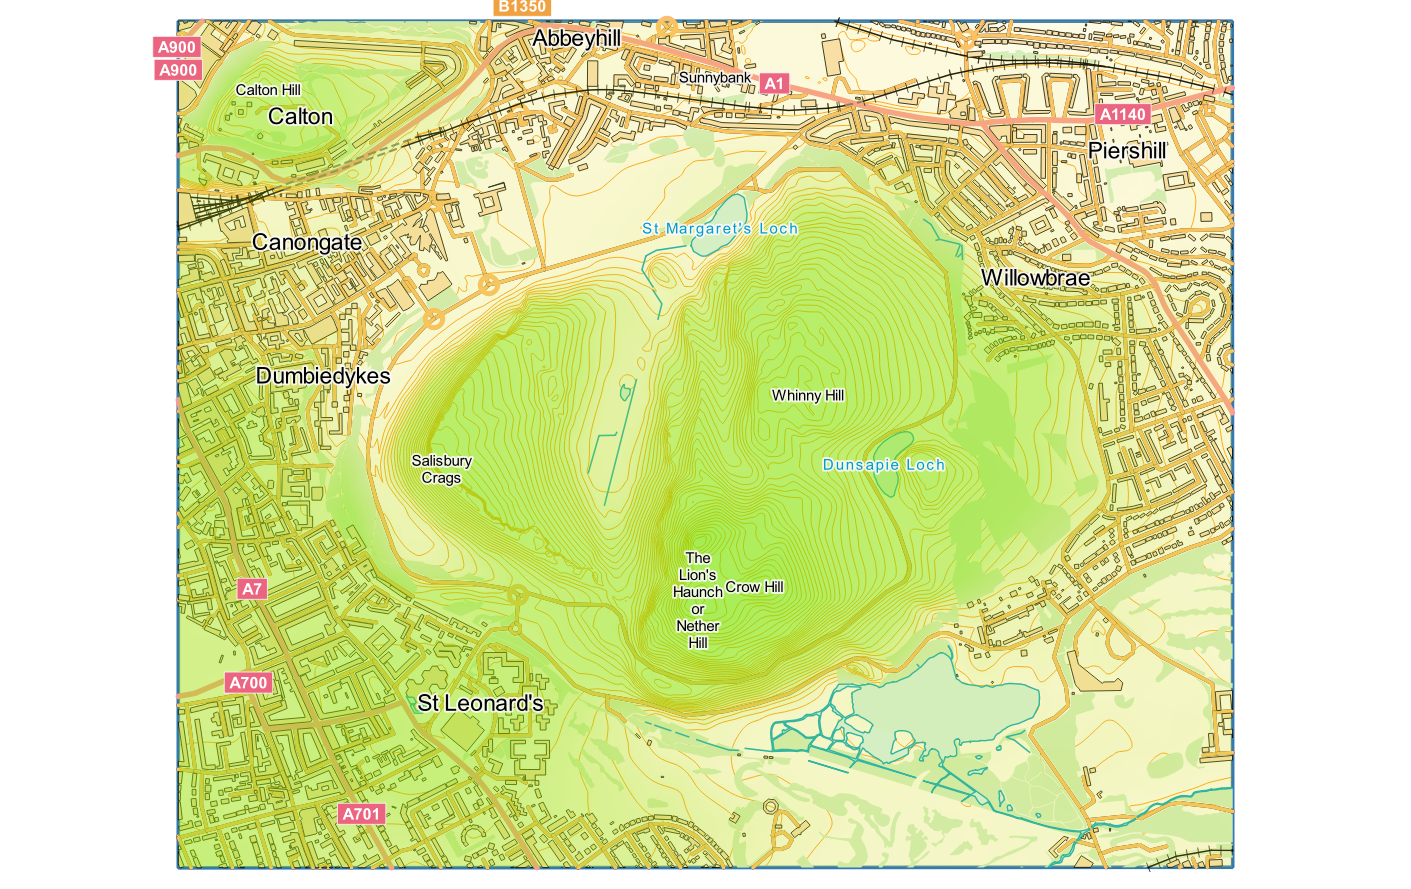 B1350
Abbeyhill
A900
A900
Sunnybank
A1
Calton Hill
Calton
A1140
Piershill
St Margaret's Loch
Canongate
Willowbrae
Dumbiedykes
Whinny Hill
Salisbury
Crags
Dunsapie Loch
The
Lion's
Haunch
or
Nether
Hill
Crow Hill
A7
A700
St Leonard's
A701